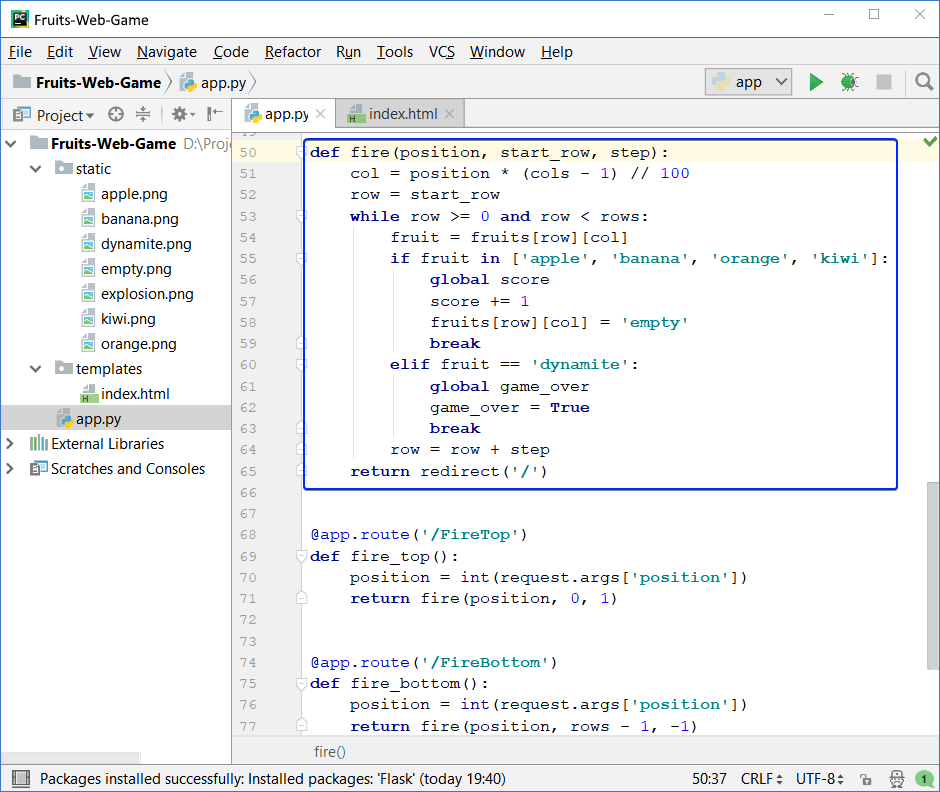 Fruits-Web-Game
File Edit View Navigate Code Refactor Run Tools VCS Window Help
Fruits-Web-Game app.py app
Project app.py index.html
Fruits-Web-Game
static
apple.png
banana.png
dynamite.png
empty.png
explosion.png
kiwi.png
orange.png
templates
index.html
app.py
External Libraries
Scratches and Consoles
50 def fire(position, start_row, step):
51 col = position * (cols - 1) // 100
52 row = start_row
53 while row >= 0 and row < rows:
54 fruit = fruits[row][col]
55 if fruit in ['apple', 'banana', 'orange', 'kiwi']:
56 global score
57 score += 1
58 fruits[row][col] = 'empty'
59 break
60 elif fruit == 'dynamite':
61 global game_over
62 game_over = True
63 break
64 row = row + step
65 return redirect('/')
66
67
68 @app.route('/FireTop')
69 def fire_top():
70 position = int(request.args['position'])
71 return fire(position, 0, 1)
72
73
74 @app.route('/FireBottom')
75 def fire_bottom():
76 position = int(request.args['position'])
77 return fire(position, rows - 1, -1)
fire()
Packages installed successfully: Installed packages: 'Flask' (today 19:40) 50:37 CRLF UTF-8 1